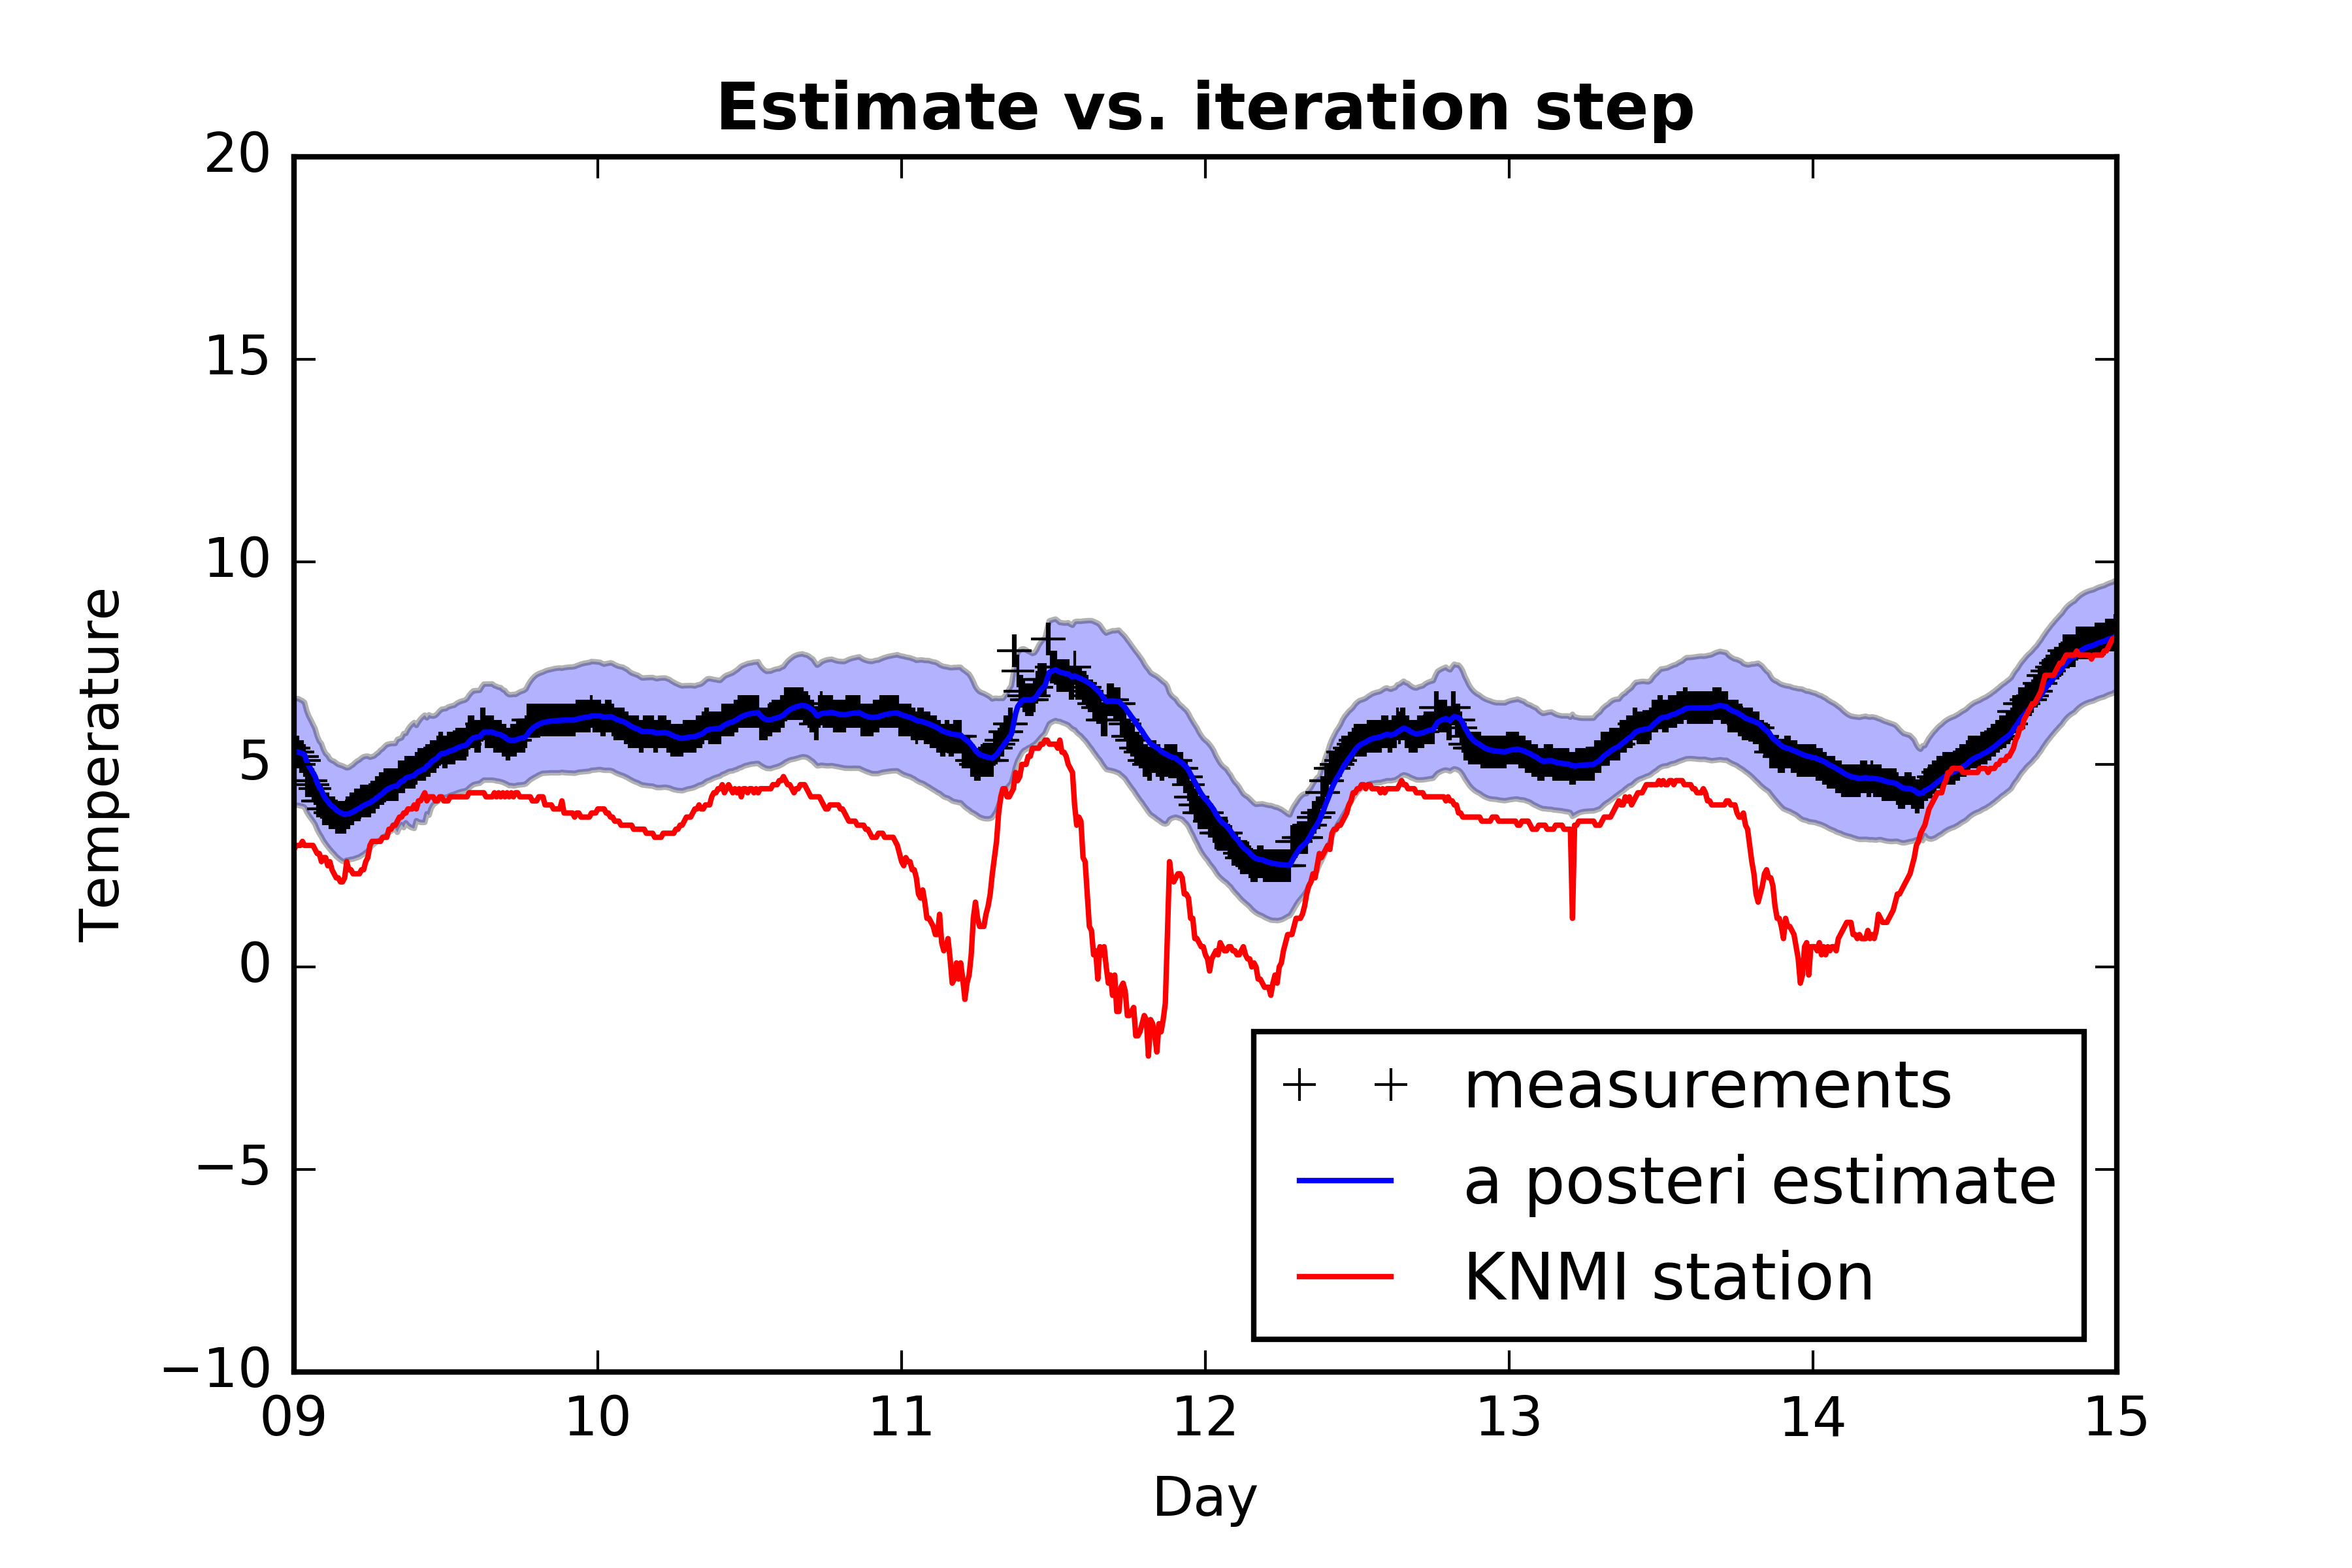 Estimate vs. iteration step
20
15
10
5
0
−5
−10
Temperature
measurements
a posteri estimate
KNMI station
09 10 11 12 13 14 15
Day